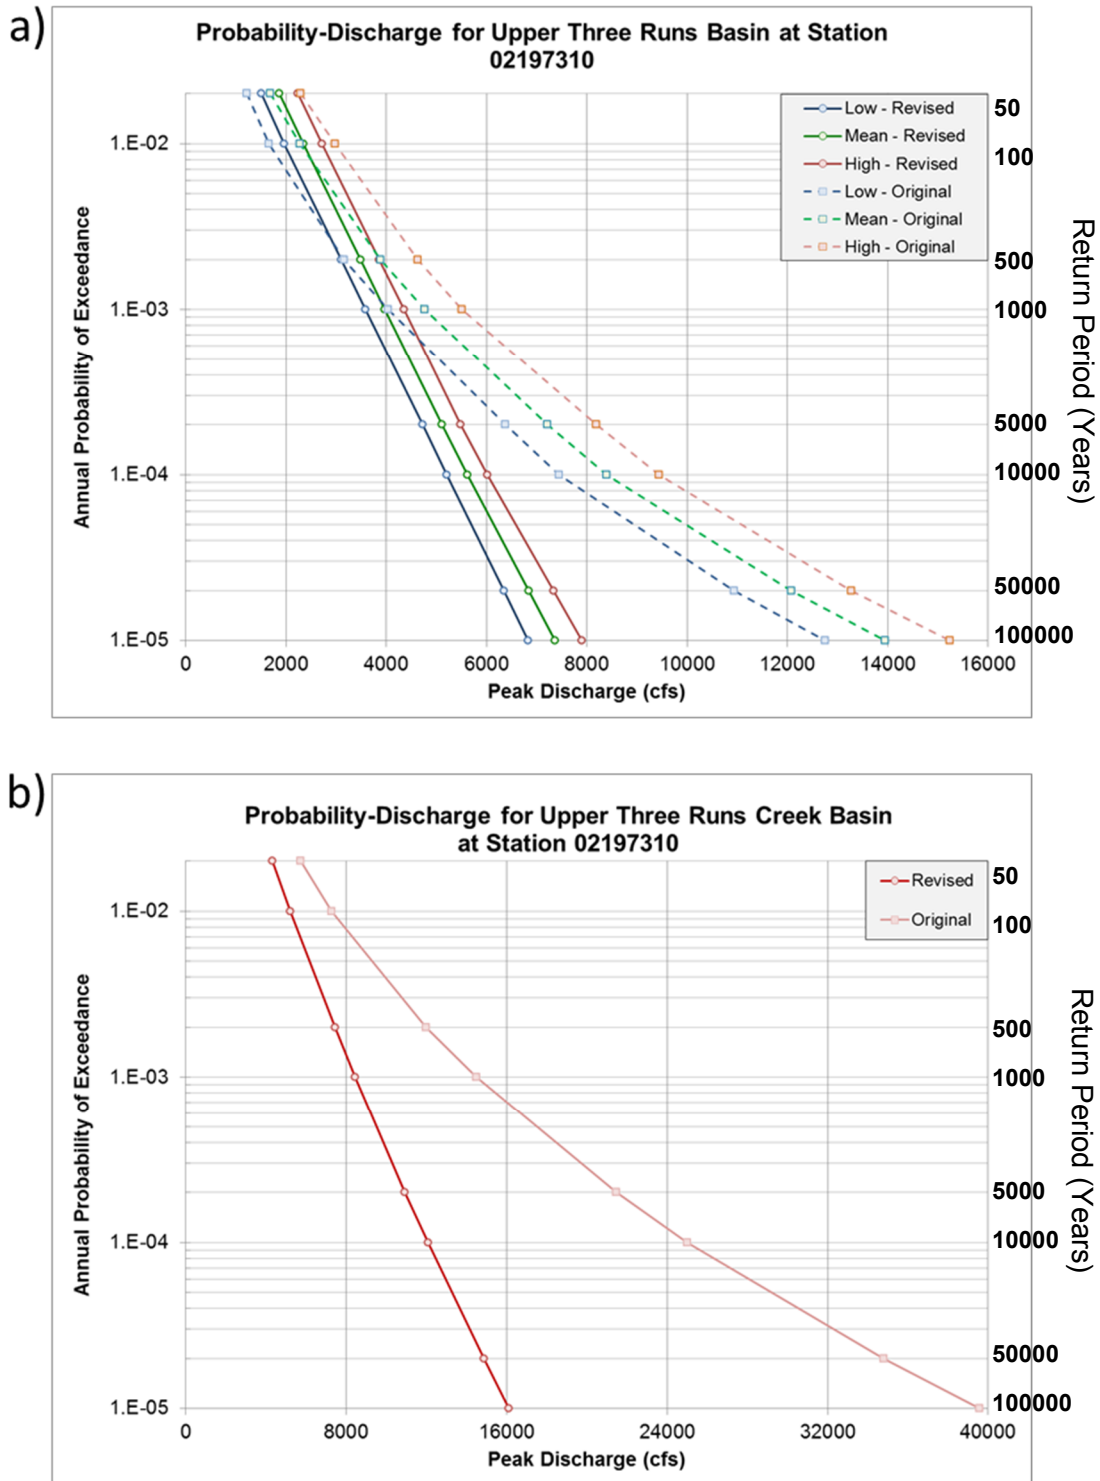 a)
Probability-Discharge for Upper Three Runs Basin at Station
02197310
Low - Revised
Mean - Revised
High - Revised
Low - Original
Mean - Original
High - Original
1.E-02
1.E-03
1.E-04
1.E-05
Annual Probability of Exceedance
50
100
500
1000
5000
10000
50000
100000
Return Period (Years)
0 2000 4000 6000 8000 10000 12000 14000 16000
Peak Discharge (cfs)
b)
Probability-Discharge for Upper Three Runs Creek Basin
at Station 02197310
Revised
Original
1.E-02
1.E-03
1.E-04
1.E-05
Annual Probability of Exceedance
50
100
500
1000
5000
10000
50000
100000
Return Period (Years)
0 8000 16000 24000 32000 40000
Peak Discharge (cfs)